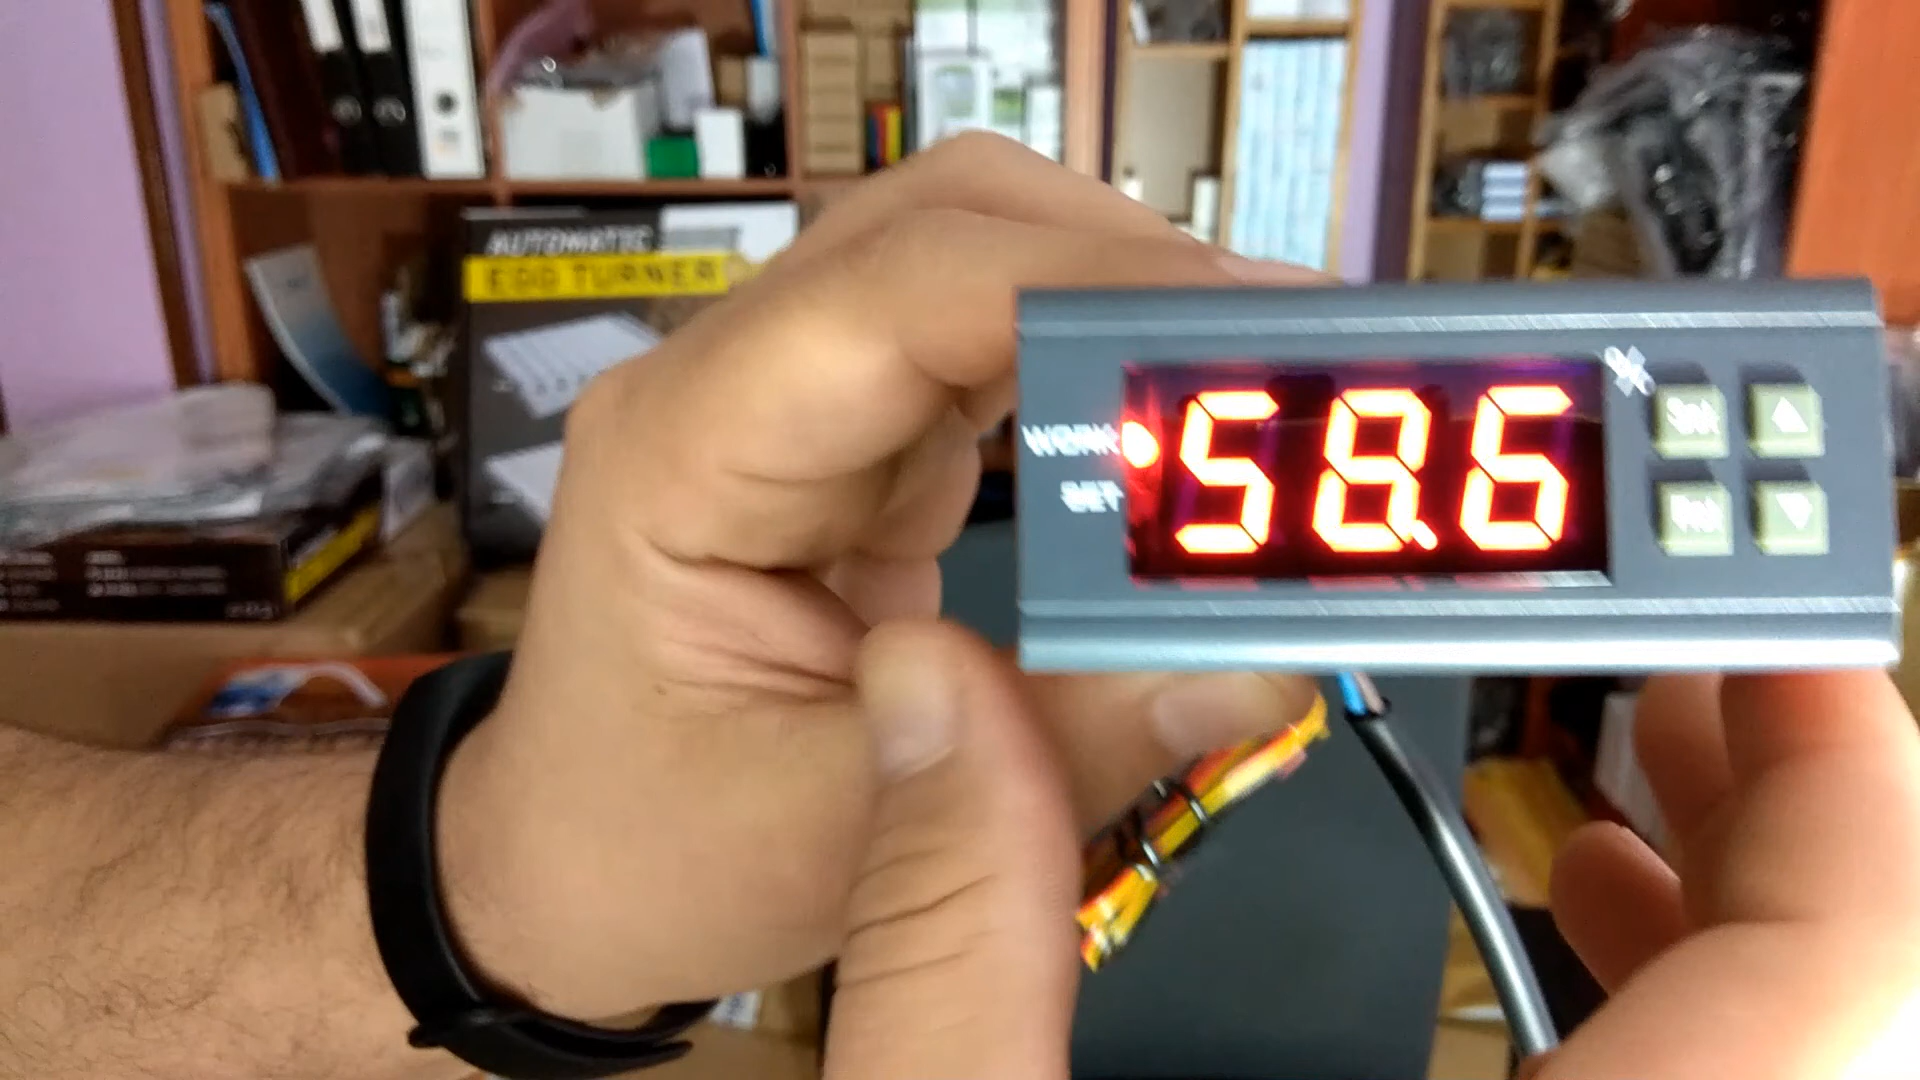 AUTOMATIC
EGG TURNER
%
WORK
58.6
SET
Set
Rst